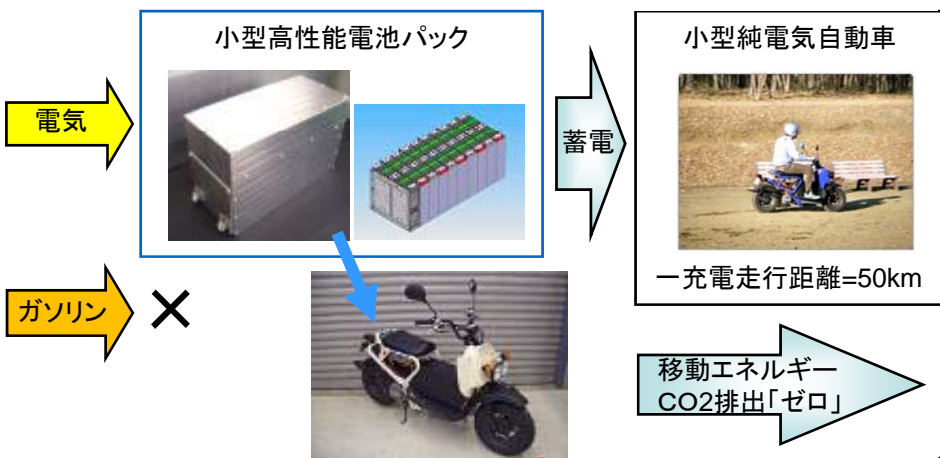 小型高性能電池パック
小型純電気自動車
電気
蓄電
一充電走行距離=50km
ガソリン
×
移動エネルギー
CO2排出｢ゼロ｣